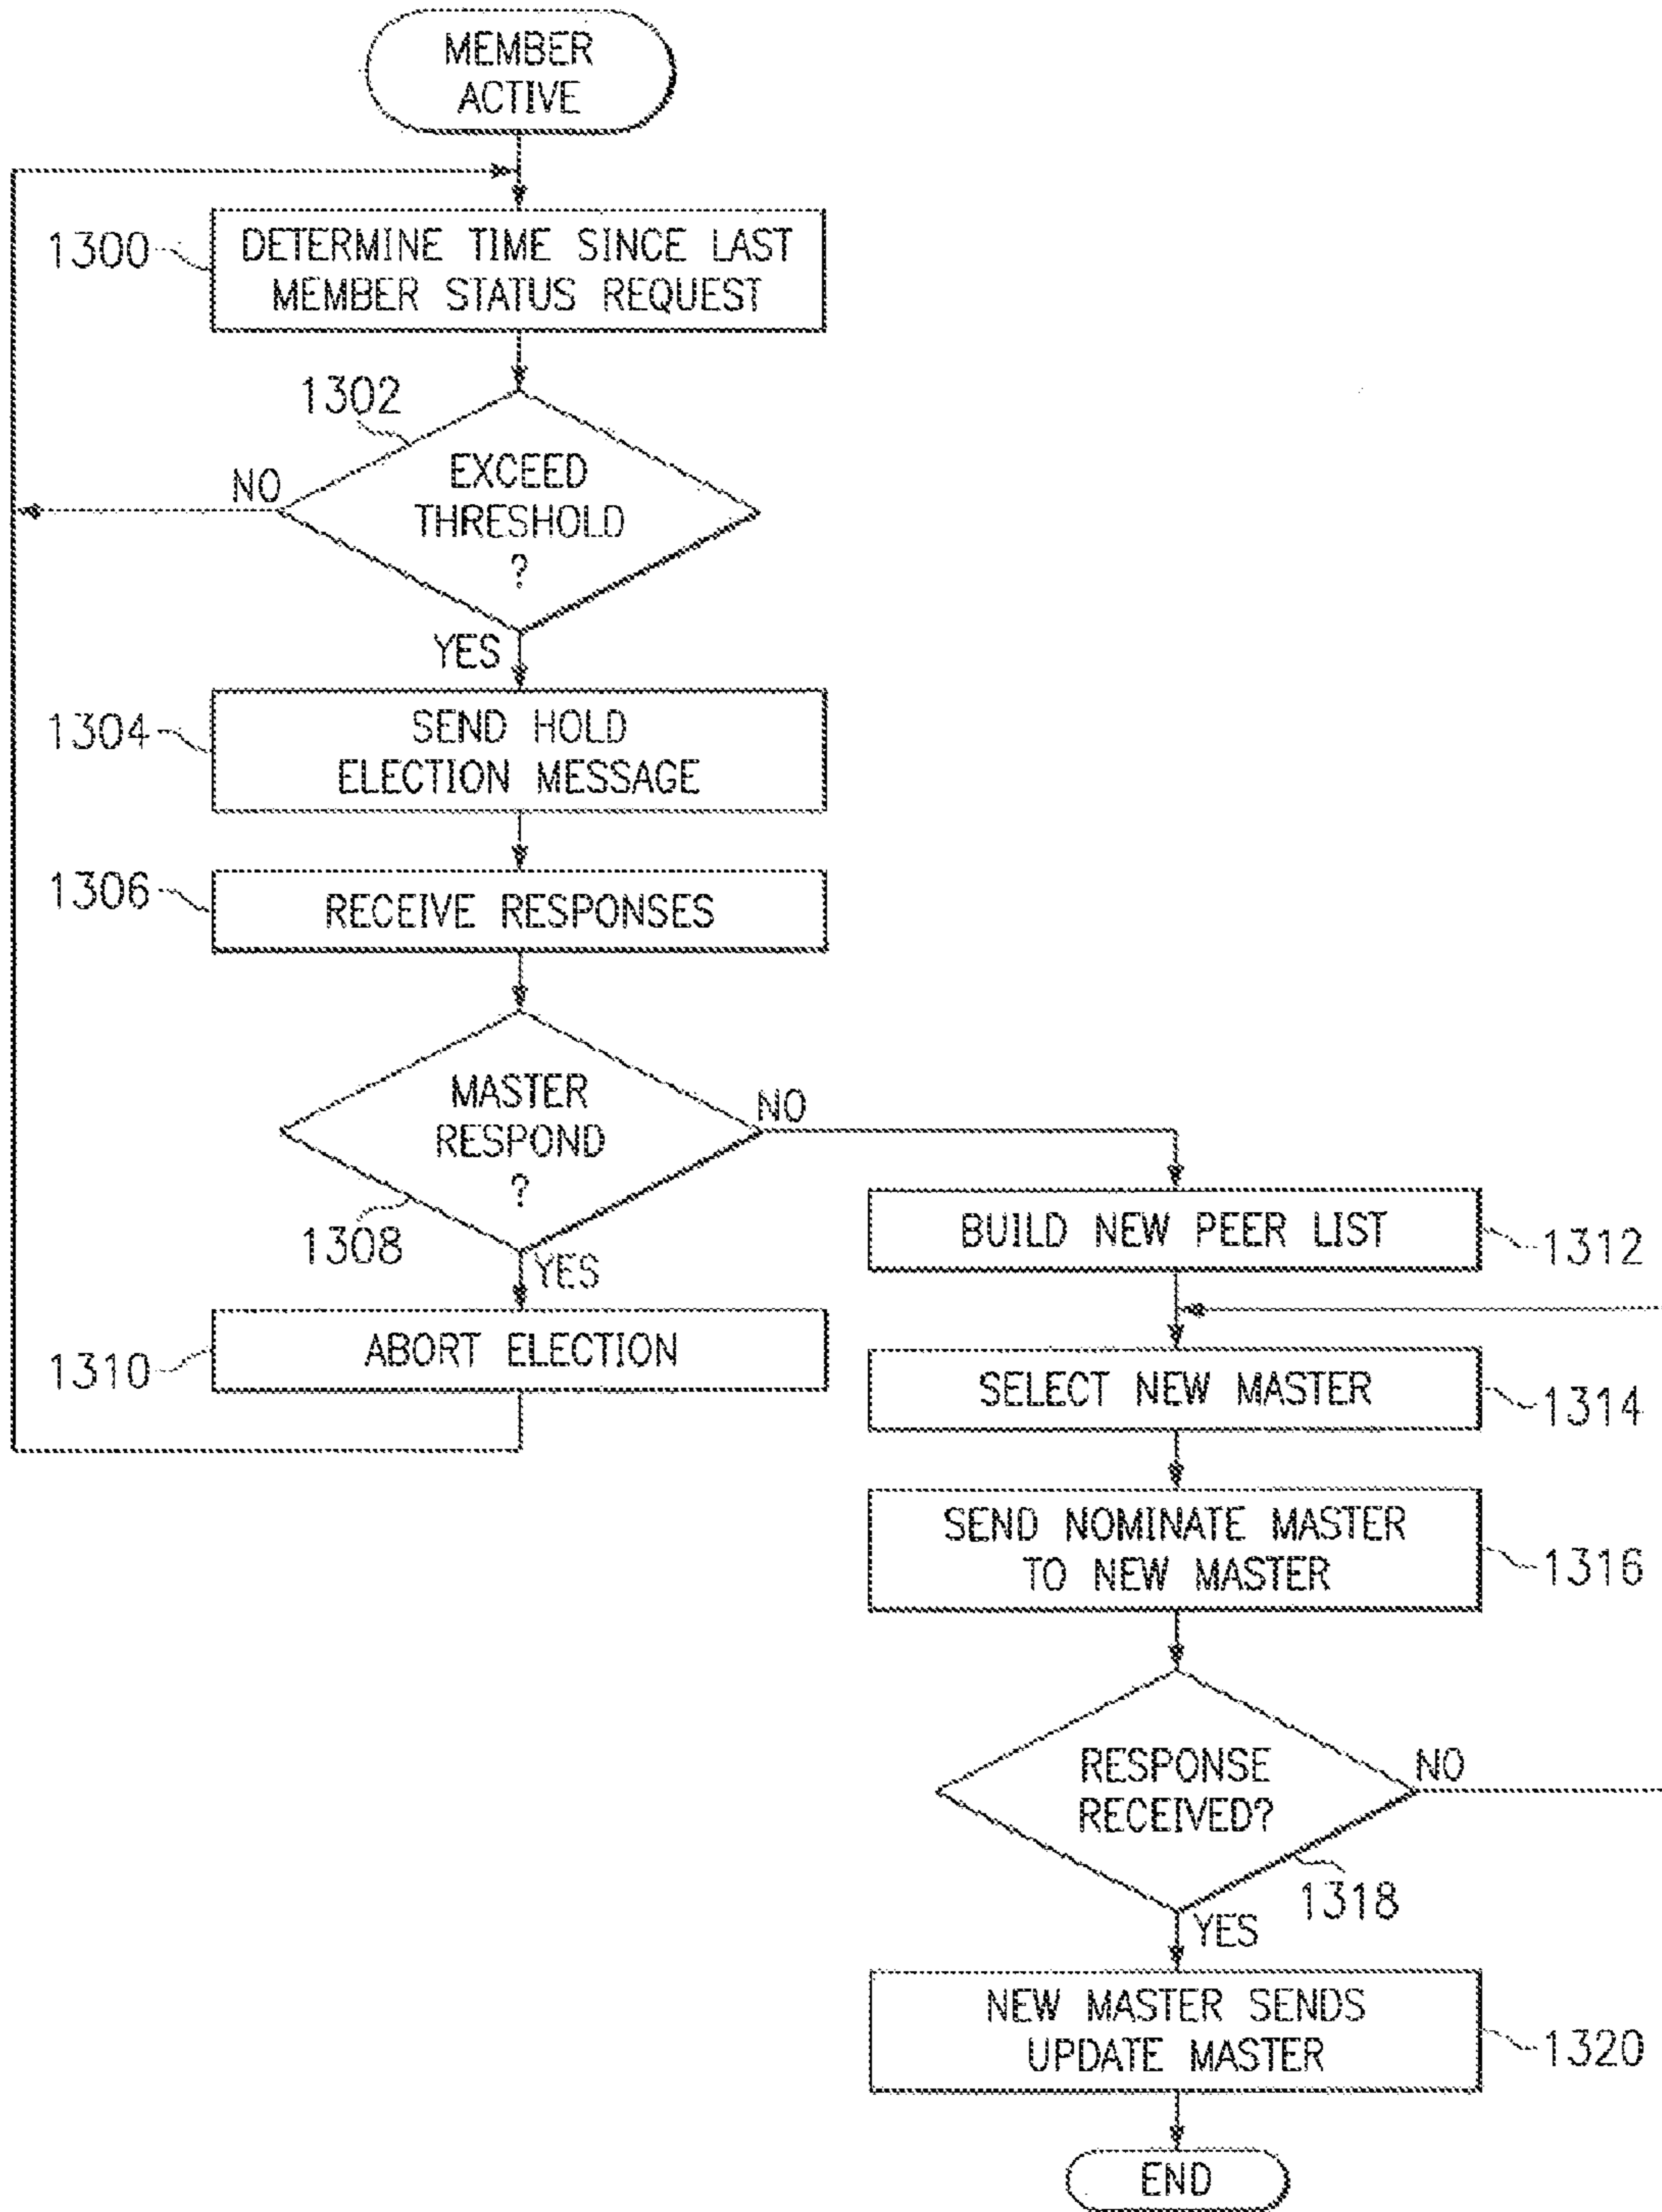 MEMBER
ACTIVE
1300
DETERMINE TIME SINCE LAST
MEMBER STATUS REQUEST
1302
EXCEED
THRESHOLD
?
NO
YES
1304
SEND HOLD
ELECTION MESSAGE
1306
RECEIVE RESPONSES
MASTER
RESPOND
?
NO
1308
YES
1310
ABORT ELECTION
BUILD NEW PEER LIST
1312
SELECT NEW MASTER
1314
SEND NOMINATE MASTER
TO NEW MASTER
1316
RESPONSE
RECEIVED?
NO
1318
YES
NEW MASTER SENDS
UPDATE MASTER
1320
END